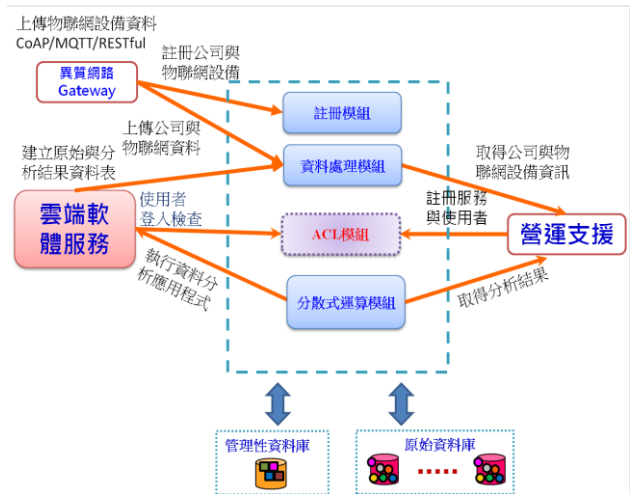 上傳物聯網設備資料
CoAP/MQTT/RESTful
異質網路
Gateway
註冊公司與
物聯網設備
註冊模組
上傳公司與
物聯網資料
建立原始與分
析結果資料表
資料處理模組
取得公司與物
聯網設備資訊
雲端軟
體服務
使用者
登入檢查
ACL模組
註冊服務
與使用者
營運支援
執行資料分
析應用程式
分散式運算模組
取得分析結果
管理性資料庫
原始資料庫